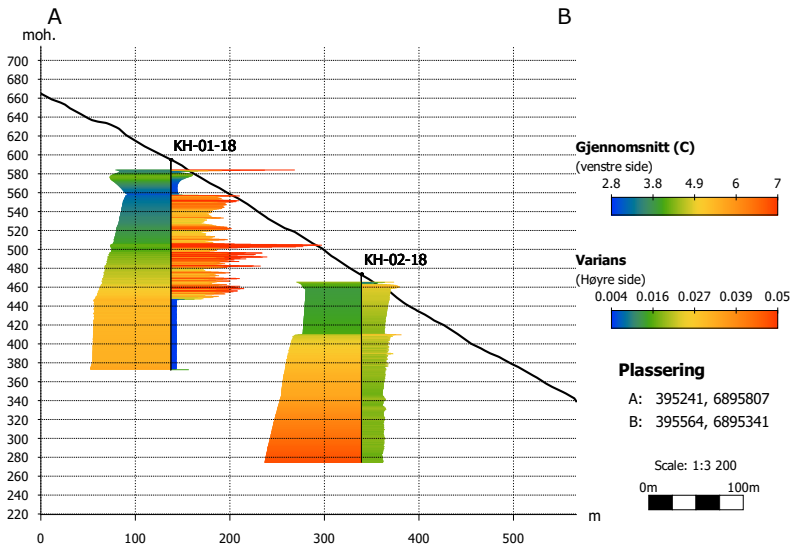 A
B
moh.
700
680
660
640
620
600
580
560
540
520
500
480
460
440
420
400
380
360
340
320
300
280
260
240
220
KH-01-18
KH-02-18
m
0 100 200 300 400 500
Gjennomsnitt (C)
(venstre side)
2.8 3.8 4.9 6 7
Varians
(Høyre side)
0.004 0.016 0.027 0.039 0.05
Plassering
A: 395241, 6895807
B: 395564, 6895341
Scale: 1:3 200
0m 100m